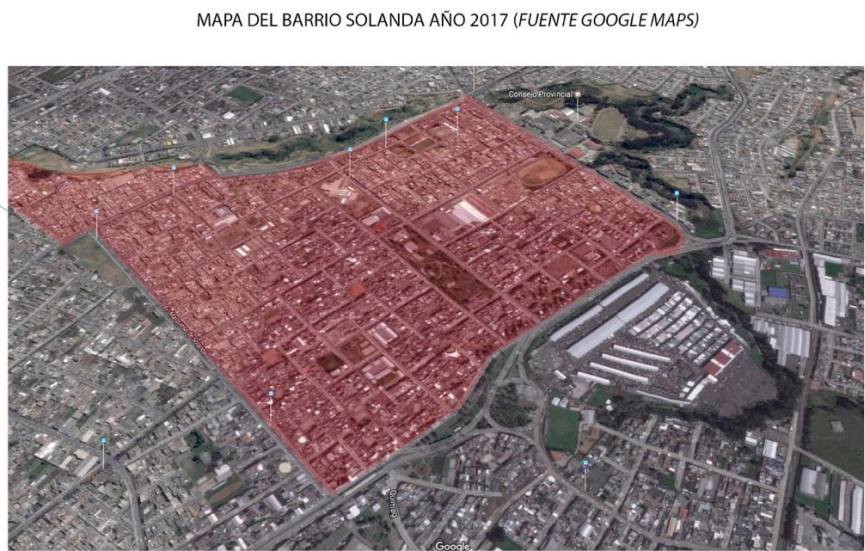 MAPA DEL BARRIO SOLANDA AÑO 2017 (FUENTE GOOGLE MAPS)
Consejo Provincial
Google